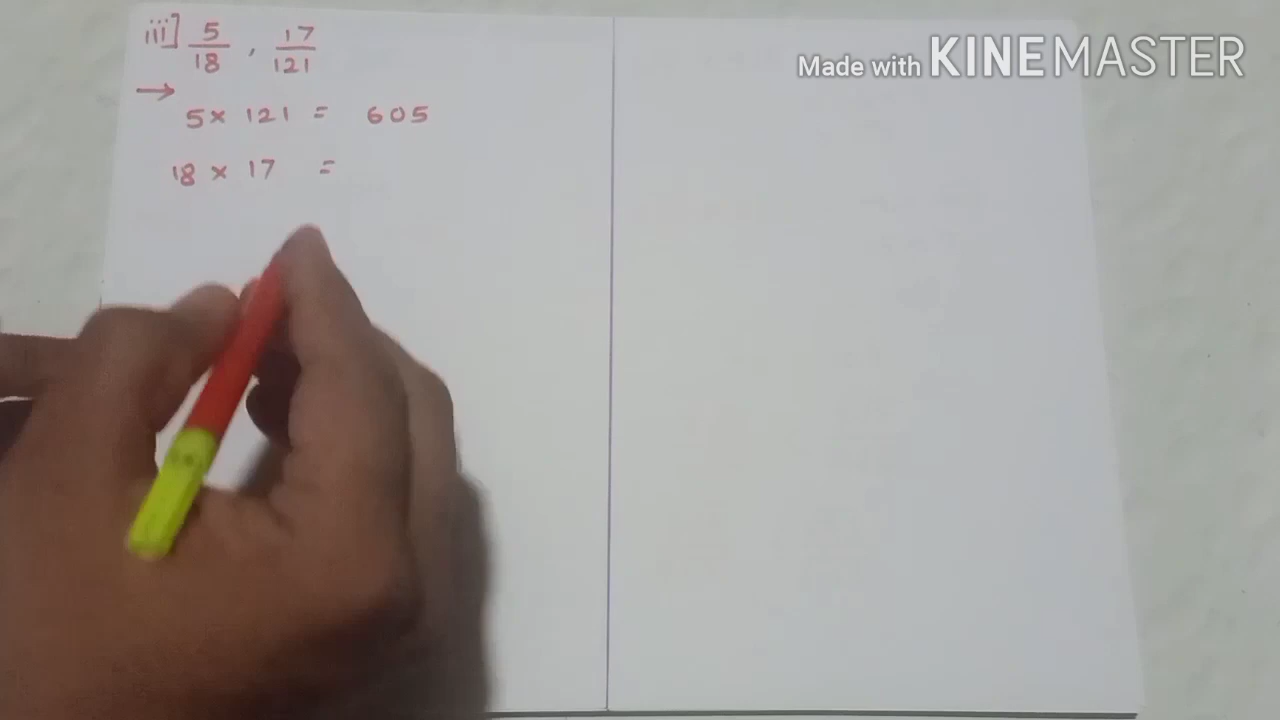 iii] 5/18 , 17/121
→
5 × 121 = 605
18 × 17 =
Made with KINEMASTER